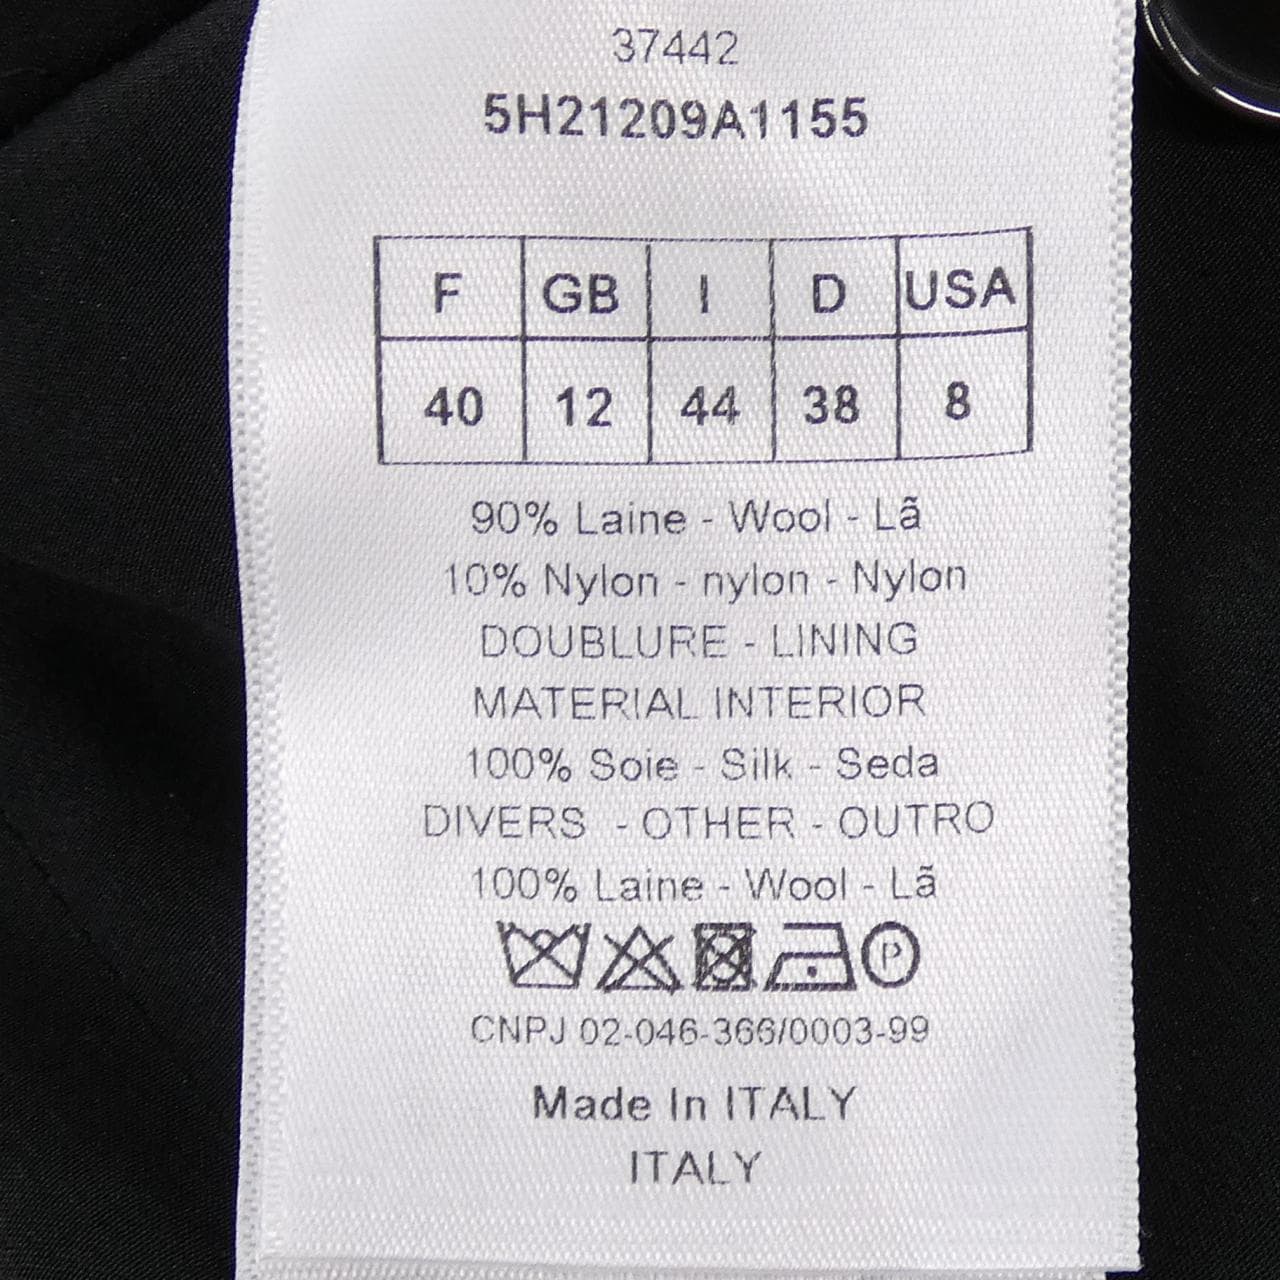 37442
5H21209A1155
F GB I D USA
40 12 44 38 8
90% Laine - Wool - Lã
10% Nylon - nylon - Nylon
DOUBLURE - LINING
MATERIAL INTERIOR
100% Soie - Silk - Seda
DIVERS - OTHER - OUTRO
100% Laine - Wool - Lã
P
CNPJ 02-046-366/0003-99
Made In ITALY
ITALY